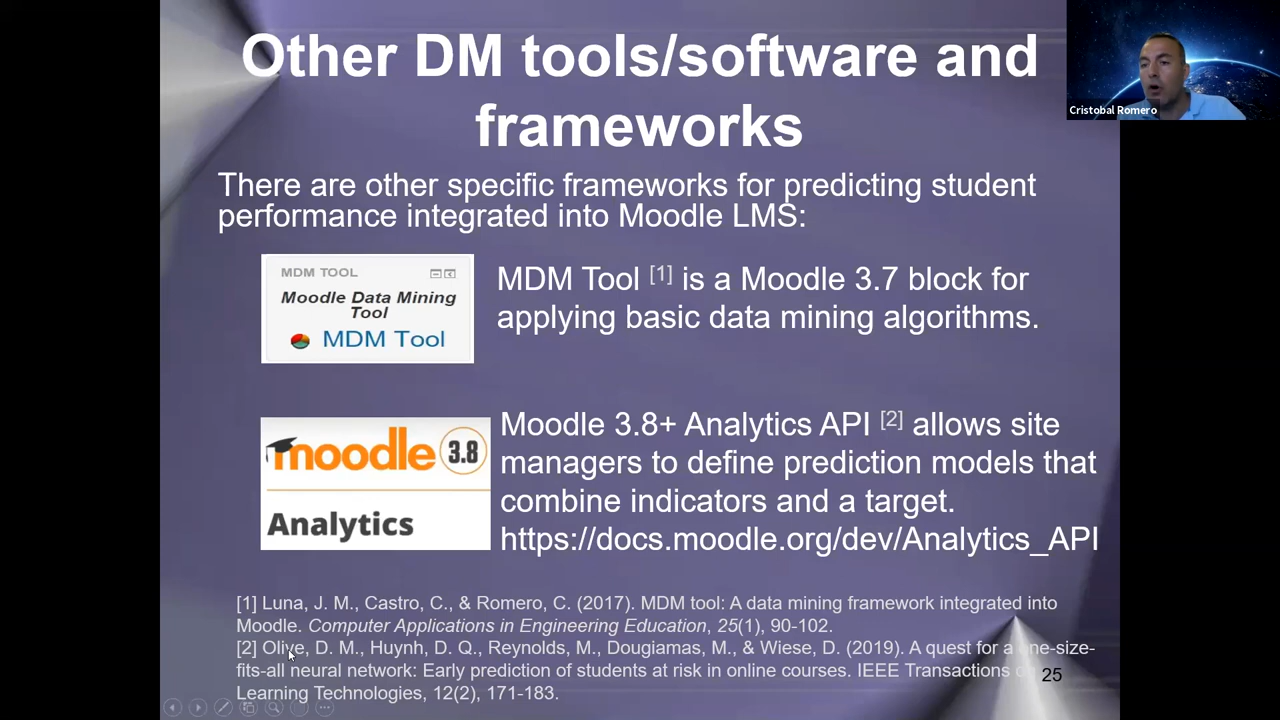 Other DM tools/software and
frameworks
Cristobal Romero
There are other specific frameworks for predicting student
performance integrated into Moodle LMS:
MDM TOOL
Moodle Data Mining
Tool
MDM Tool
MDM Tool [1] is a Moodle 3.7 block for
applying basic data mining algorithms.
moodle 3.8
Analytics
Moodle 3.8+ Analytics API [2] allows site
managers to define prediction models that
combine indicators and a target.
https://docs.moodle.org/dev/Analytics_API
[1] Luna, J. M., Castro, C., & Romero, C. (2017). MDM tool: A data mining framework integrated into
Moodle. Computer Applications in Engineering Education, 25(1), 90-102.
[2] Olive, D. M., Huynh, D. Q., Reynolds, M., Dougiamas, M., & Wiese, D. (2019). A quest for a one-size-
fits-all neural network: Early prediction of students at risk in online courses. IEEE Transactions on
Learning Technologies, 12(2), 171-183.
25